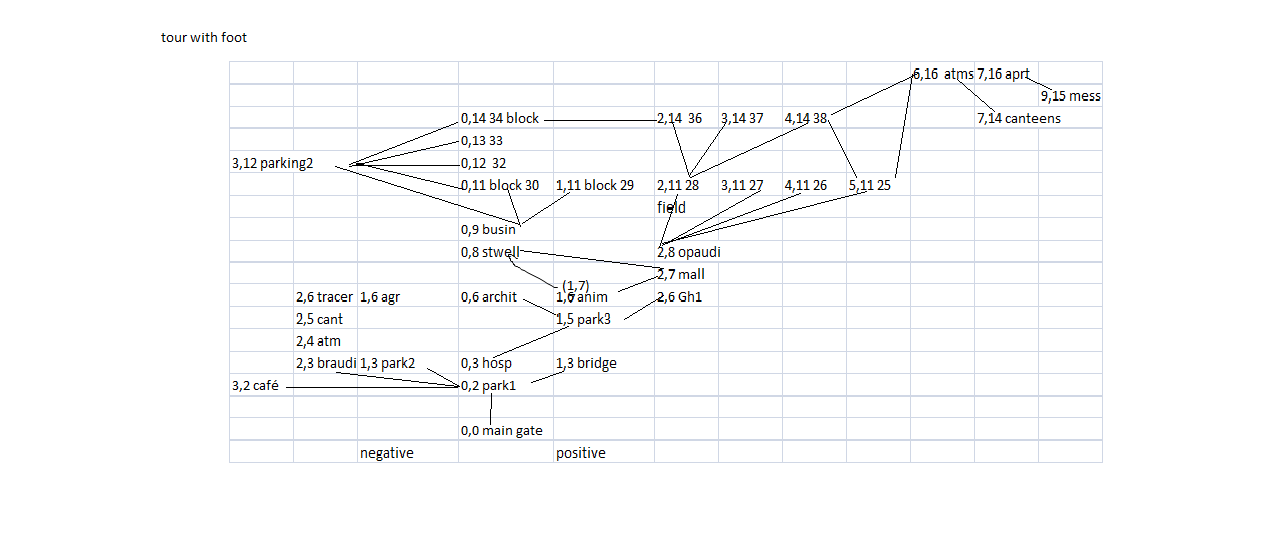 tour with foot
6,16 atms 7,16 aprt
9,15 mess
0,14 34 block 2,14 36 3,14 37 4,14 38 7,14 canteens
0,13 33
3,12 parking2 0,12 32
0,11 block 30 1,11 block 29 2,11 28 3,11 27 4,11 26 5,11 25
field
0,9 busin
0,8 stwell 2,8 opaudi
2,7 mall
(1,7)
2,6 tracer 1,6 agr 0,6 archit 1,6 anim 2,6 Gh1
2,5 cant 1,5 park3
2,4 atm
2,3 braudi 1,3 park2 0,3 hosp 1,3 bridge
3,2 café 0,2 park1
0,0 main gate
negative positive